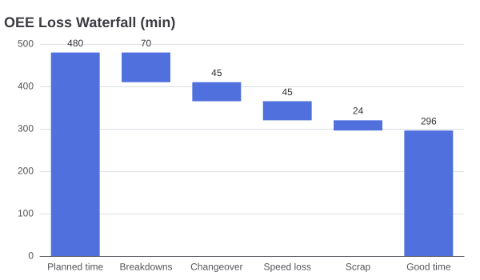 OEE Loss Waterfall (min)
500
400
300
200
100
0
480
70
45
45
24
296
Planned time
Breakdowns
Changeover
Speed loss
Scrap
Good time